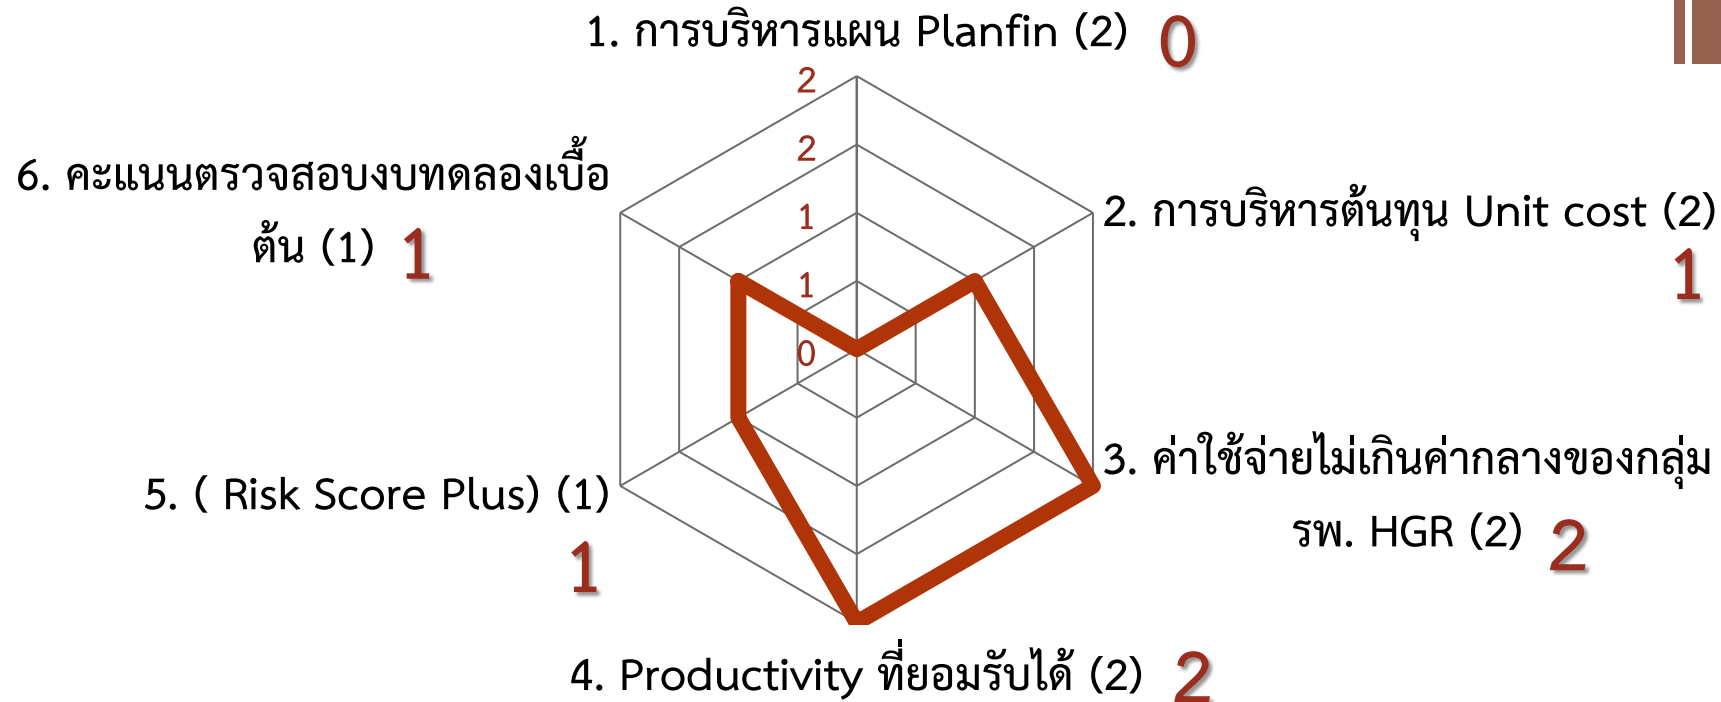 1. การบริหารแผน Planfin (2) 0
2
2
1
1
0
2. การบริหารต้นทุน Unit cost (2)
1
3. ค่าใช้จ่ายไม่เกินค่ากลางของกลุ่ม
รพ. HGR (2) 2
4. Productivity ที่ยอมรับได้ (2) 2
5. ( Risk Score Plus) (1)
1
6. คะแนนตรวจสอบงบทดลองเบื้อ
ต้น (1) 1